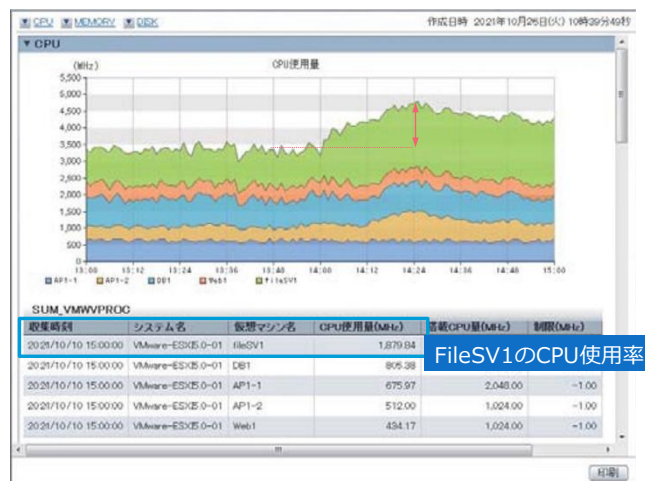 CPU MEMORY DISK 作成日時 2021年10月26日(火) 10時39分49秒
▼ CPU
(MHz) CPU使用量
5,500
5,000
4,500
4,000
3,500
3,000
2,500
2,000
1,500
1,000
500
0
13:00 13:12 13:24 13:36 13:48 14:00 14:12 14:24 14:36 14:48 15:00
AP1-1 AP1-2 DB1 Web1 fileSV1
SUM_VMWVPROC
収集時刻 システム名 仮想マシン名 CPU使用量(MHz) 搭載CPU量(MHz) 制限(MHz)
2021/10/10 15:00:00 VMware-ESXi5.0-01 fileSV1 1,879.84
FileSV1のCPU使用率
2021/10/10 15:00:00 VMware-ESXi5.0-01 DB1 805.38
2021/10/10 15:00:00 VMware-ESXi5.0-01 AP1-1 675.97 2,048.00 -1.00
2021/10/10 15:00:00 VMware-ESXi5.0-01 AP1-2 512.00 1,024.00 -1.00
2021/10/10 15:00:00 VMware-ESXi5.0-01 Web1 434.17 1,024.00 -1.00
印刷